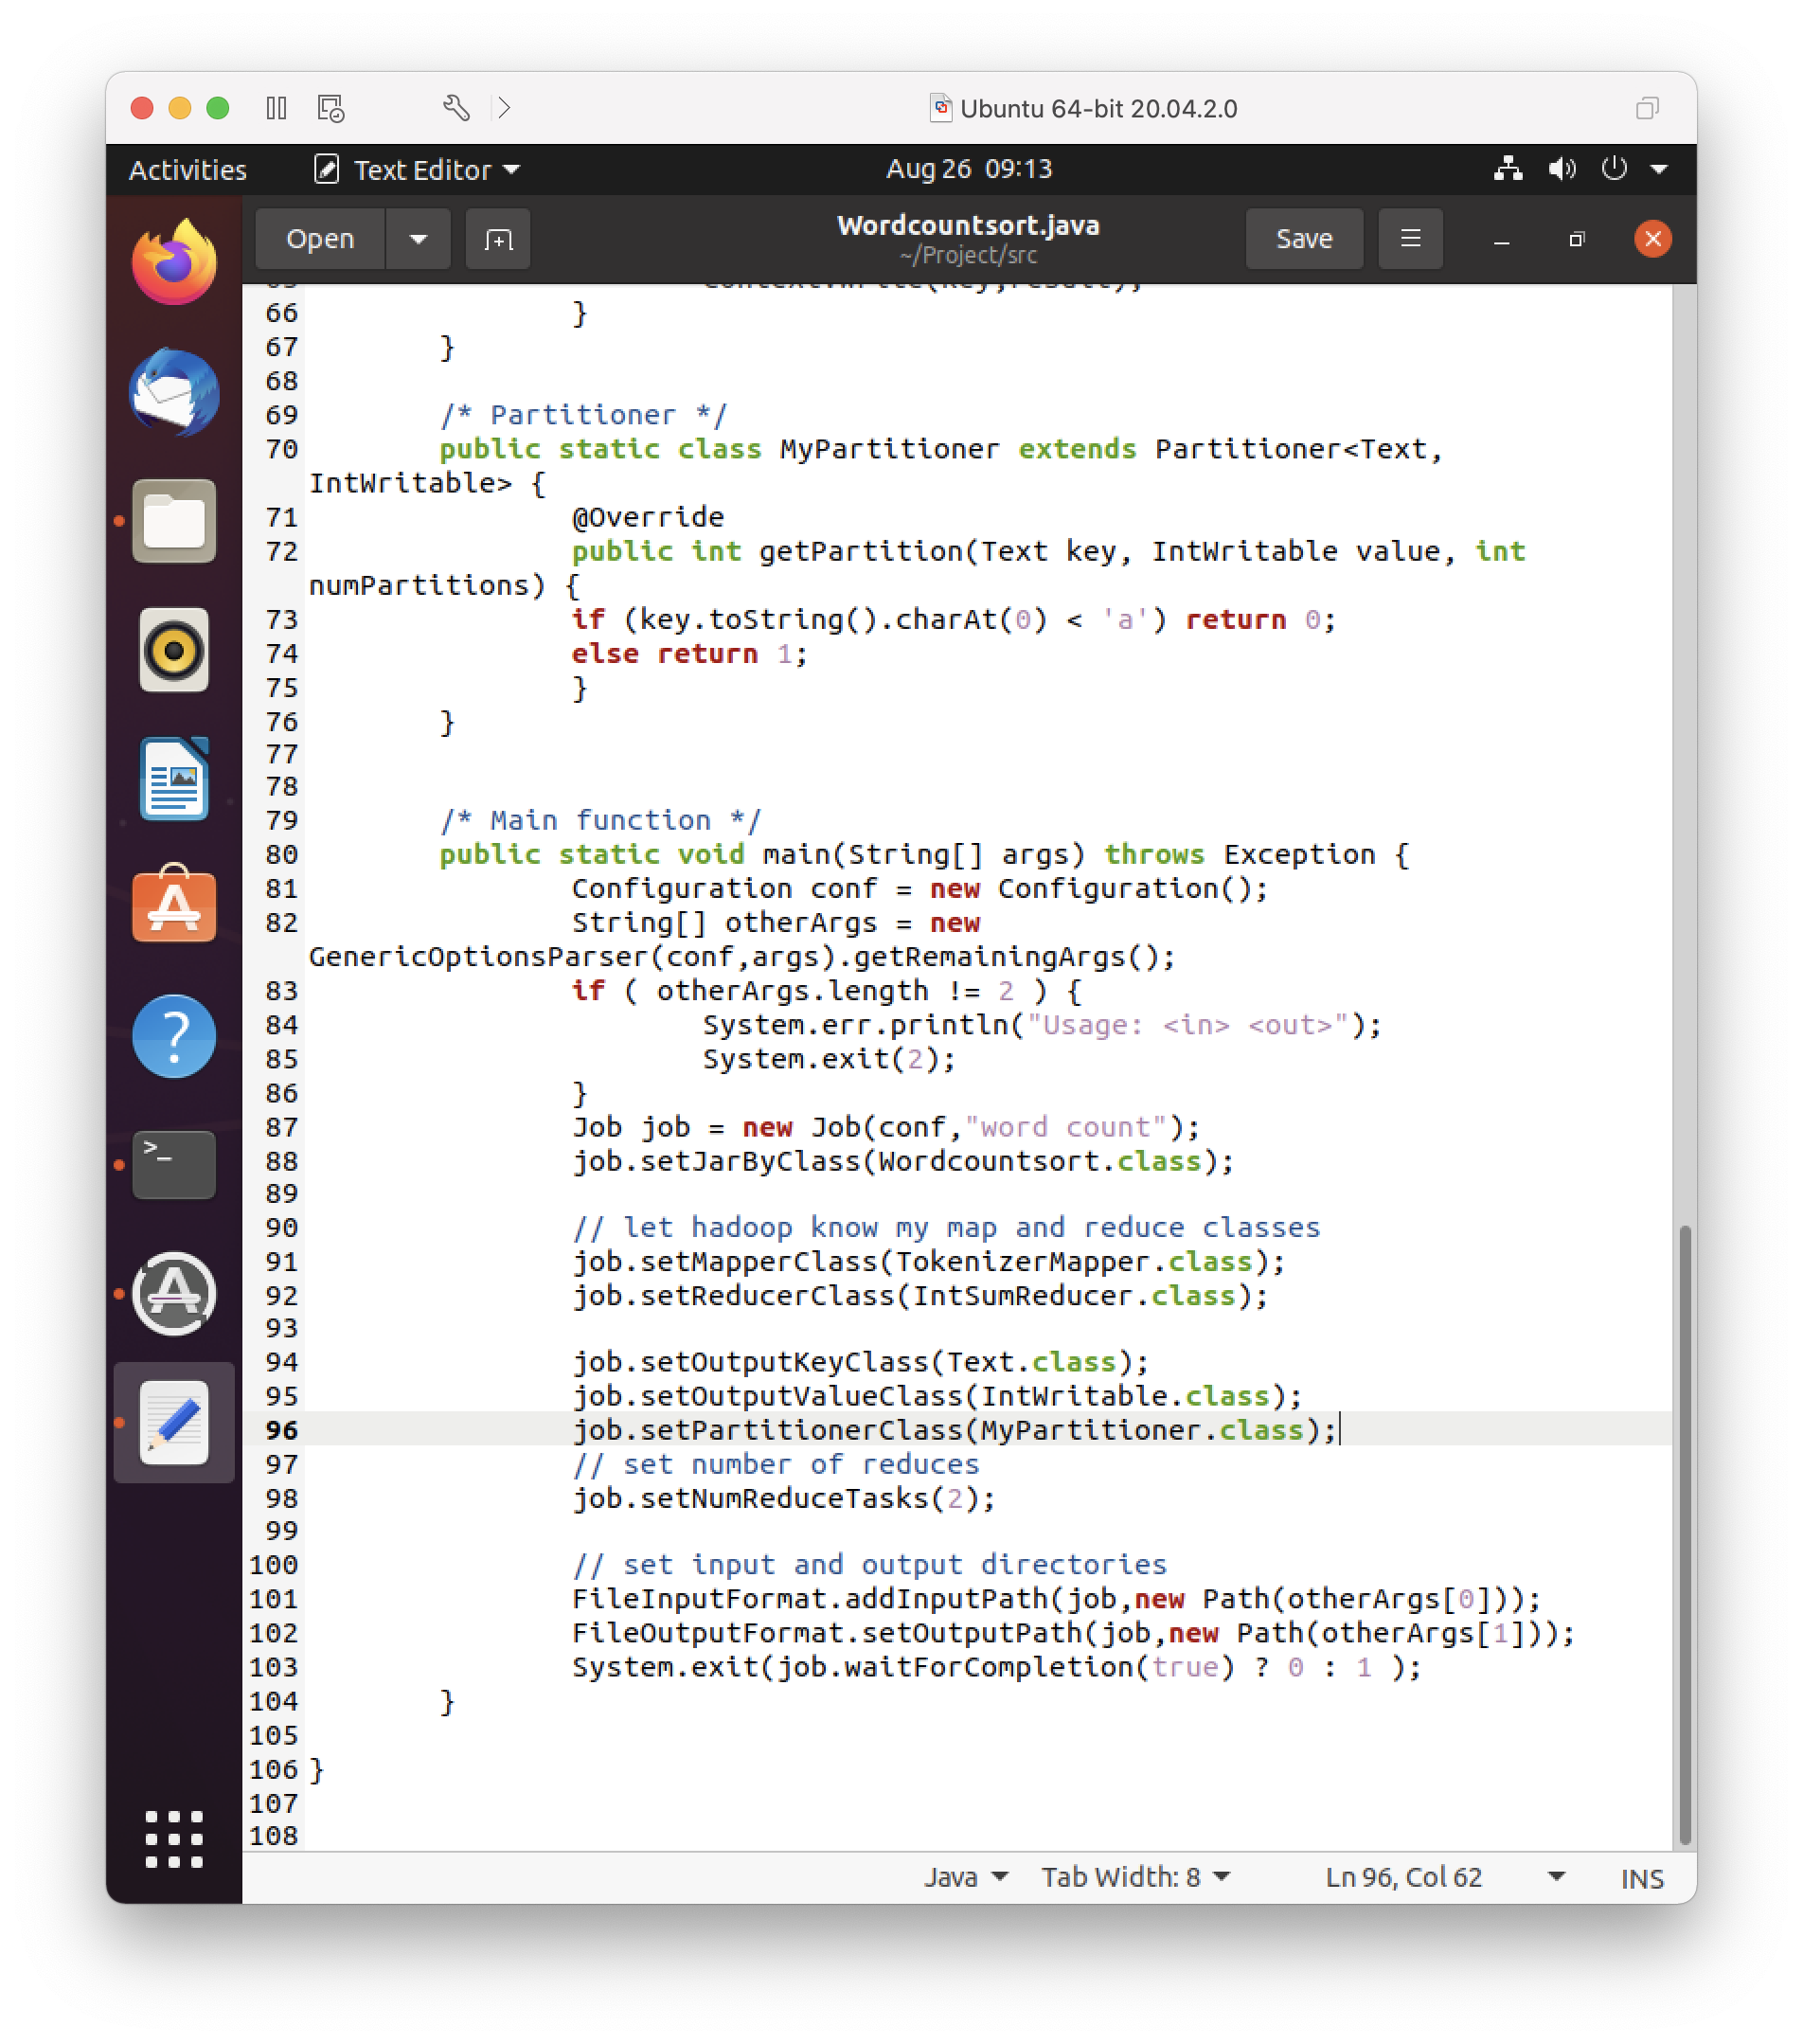 Ubuntu 64-bit 20.04.2.0
Activities Text Editor Aug 26 09:13
Open Wordcountsort.java Save
~/Project/src
66 }
67 }
68
69 /* Partitioner */
70 public static class MyPartitioner extends Partitioner<Text,
IntWritable> {
71 @Override
72 public int getPartition(Text key, IntWritable value, int
numPartitions) {
73 if (key.toString().charAt(0) < 'a') return 0;
74 else return 1;
75 }
76 }
77
78
79 /* Main function */
80 public static void main(String[] args) throws Exception {
81 Configuration conf = new Configuration();
82 String[] otherArgs = new
GenericOptionsParser(conf,args).getRemainingArgs();
83 if ( otherArgs.length != 2 ) {
84 System.err.println("Usage: <in> <out>");
85 System.exit(2);
86 }
87 Job job = new Job(conf,"word count");
88 job.setJarByClass(Wordcountsort.class);
89
90 // let hadoop know my map and reduce classes
91 job.setMapperClass(TokenizerMapper.class);
92 job.setReducerClass(IntSumReducer.class);
93
94 job.setOutputKeyClass(Text.class);
95 job.setOutputValueClass(IntWritable.class);
96 job.setPartitionerClass(MyPartitioner.class);
97 // set number of reduces
98 job.setNumReduceTasks(2);
99
100 // set input and output directories
101 FileInputFormat.addInputPath(job,new Path(otherArgs[0]));
102 FileOutputFormat.setOutputPath(job,new Path(otherArgs[1]));
103 System.exit(job.waitForCompletion(true) ? 0 : 1 );
104 }
105
106 }
107
108
Java Tab Width: 8 Ln 96, Col 62 INS